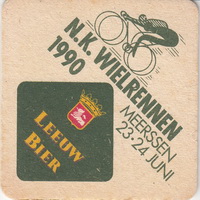 N.K. WIELRENNEN
1990
MEERSSEN
23-24 JUNI
LEEUW
BIER